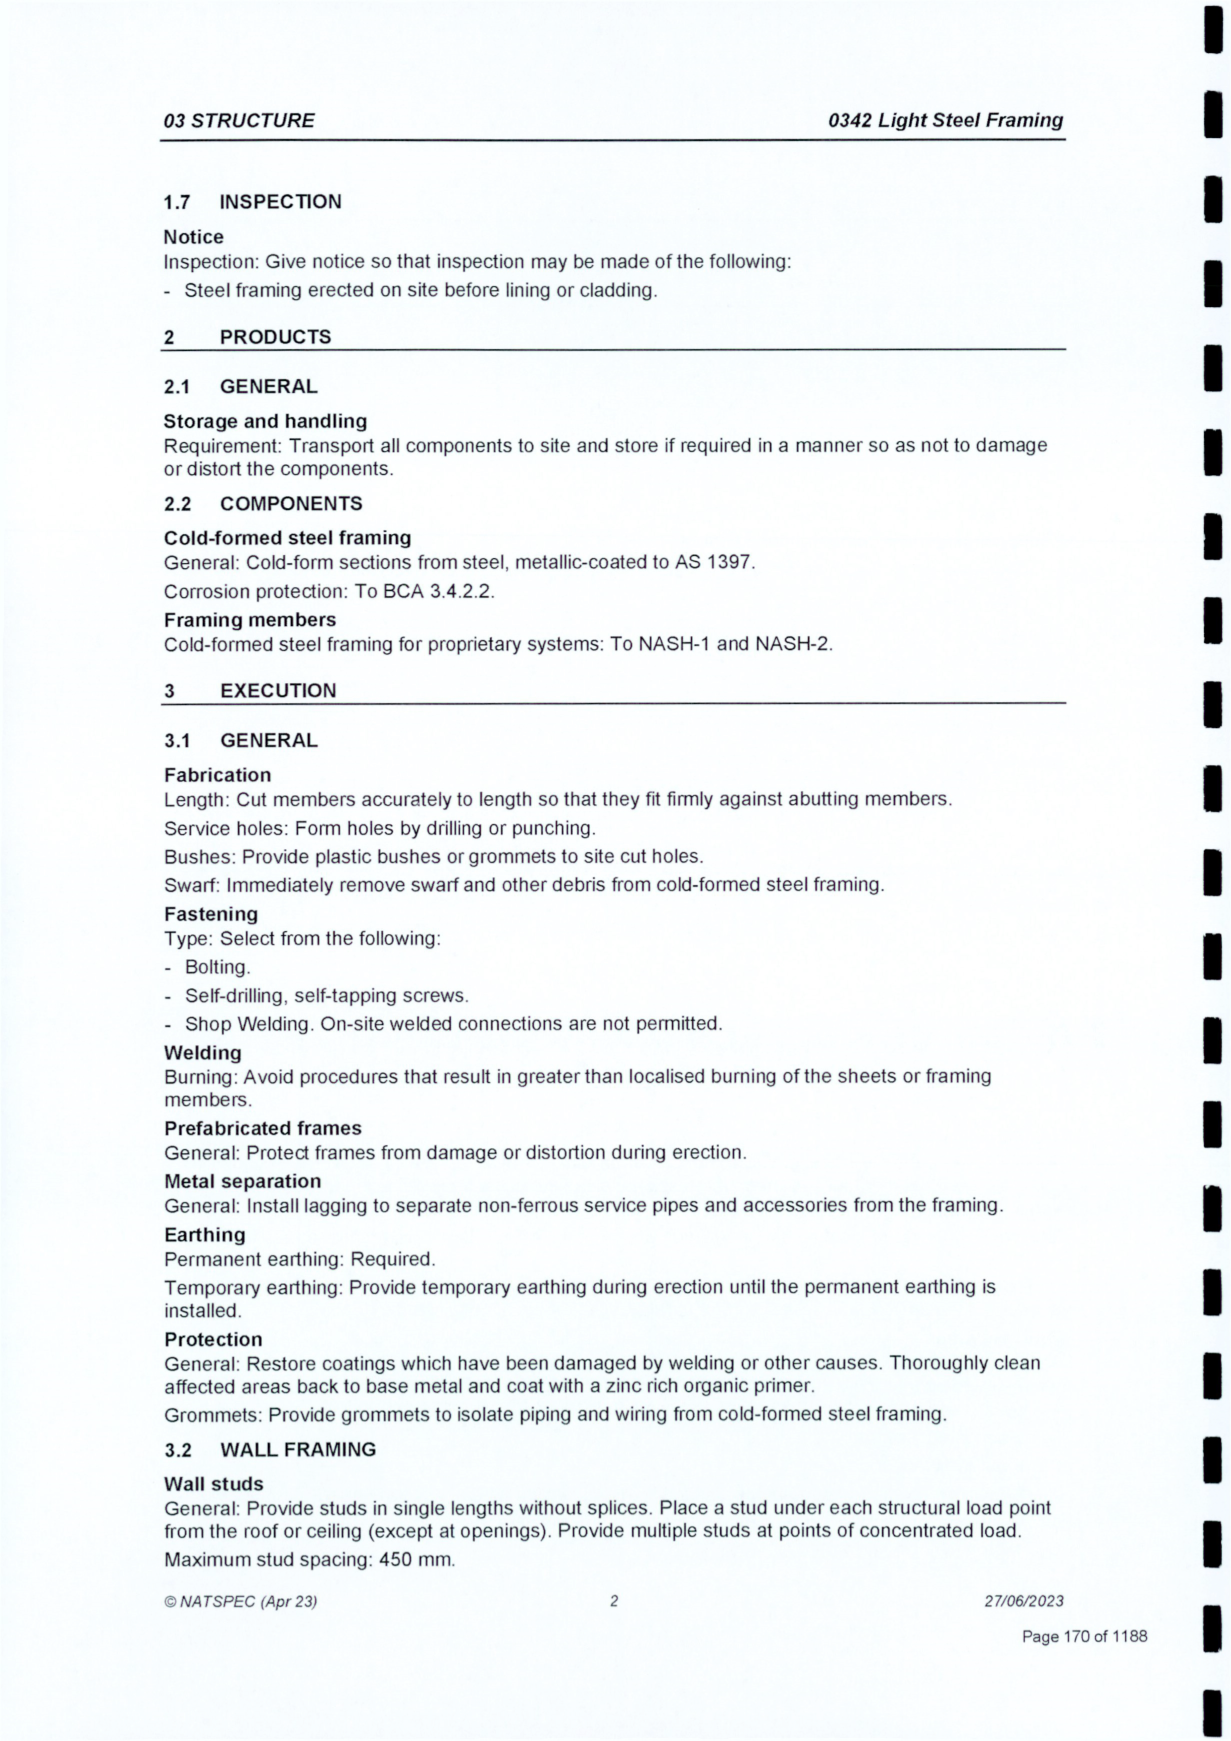 03 STRUCTURE
0342 Light Steel Framing
1.7 INSPECTION
Notice
Inspection: Give notice so that inspection may be made of the following:
- Steel framing erected on site before lining or cladding.
2 PRODUCTS
2.1 GENERAL
Storage and handling
Requirement: Transport all components to site and store if required in a manner so as not to damage
or distort the components.
2.2 COMPONENTS
Cold-formed steel framing
General: Cold-form sections from steel, metallic-coated to AS 1397.
Corrosion protection: To BCA 3.4.2.2.
Framing members
Cold-formed steel framing for proprietary systems: To NASH-1 and NASH-2.
3 EXECUTION
3.1 GENERAL
Fabrication
Length: Cut members accurately to length so that they fit firmly against abutting members.
Service holes: Form holes by drilling or punching.
Bushes: Provide plastic bushes or grommets to site cut holes.
Swarf: Immediately remove swarf and other debris from cold-formed steel framing.
Fastening
Type: Select from the following:
- Bolting.
- Self-drilling, self-tapping screws.
- Shop Welding. On-site welded connections are not permitted.
Welding
Burning: Avoid procedures that result in greater than localised burning of the sheets or framing
members.
Prefabricated frames
General: Protect frames from damage or distortion during erection.
Metal separation
General: Install lagging to separate non-ferrous service pipes and accessories from the framing.
Earthing
Permanent earthing: Required.
Temporary earthing: Provide temporary earthing during erection until the permanent earthing is
installed.
Protection
General: Restore coatings which have been damaged by welding or other causes. Thoroughly clean
affected areas back to base metal and coat with a zinc rich organic primer.
Grommets: Provide grommets to isolate piping and wiring from cold-formed steel framing.
3.2 WALL FRAMING
Wall studs
General: Provide studs in single lengths without splices. Place a stud under each structural load point
from the roof or ceiling (except at openings). Provide multiple studs at points of concentrated load.
Maximum stud spacing: 450 mm.
© NATSPEC (Apr 23)
2
27/06/2023
Page 170 of 1188